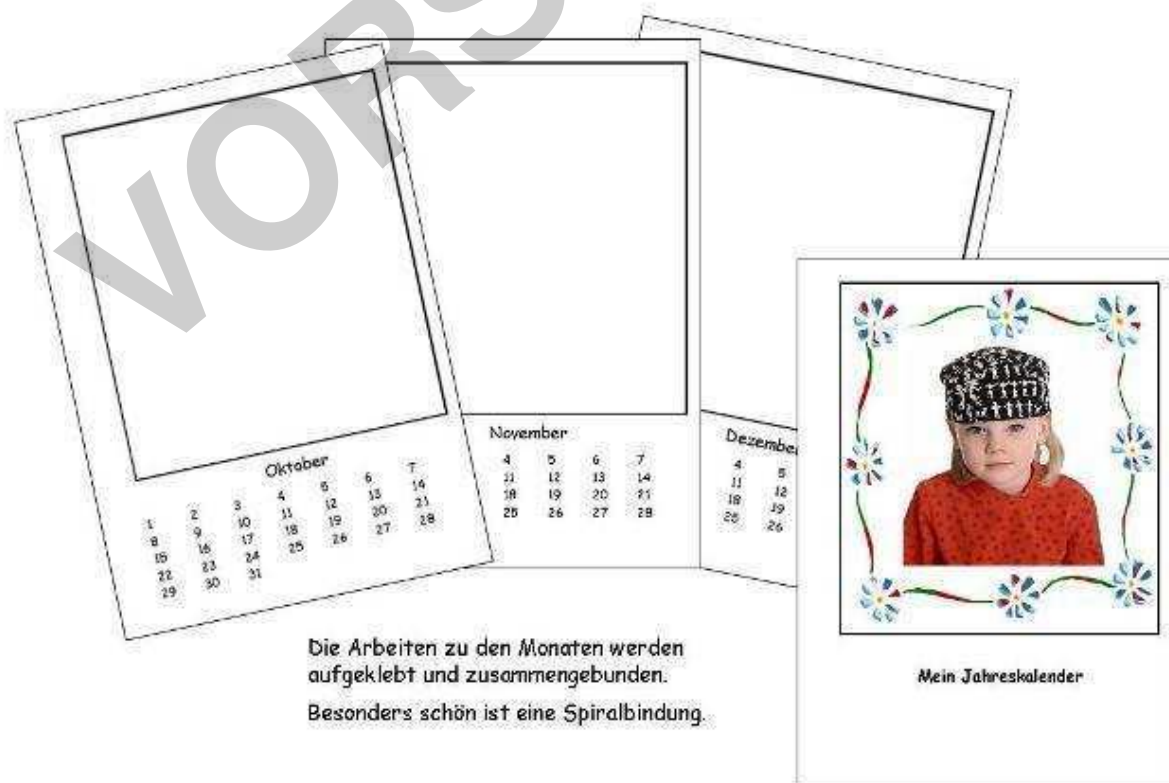 VORS
Oktober
1 2 3 4 5 6 7
8 9 10 11 12 13 14
15 16 17 18 19 20 21
22 23 24 25 26 27 28
29 30 31
November
4 5 6 7
11 12 13 14
18 19 20 21
25 26 27 28
Dezember
4 5
11 12
18 19
25 26
Die Arbeiten zu den Monaten werden
aufgeklebt und zusammengebunden.
Besonders schön ist eine Spiralbindung.
Mein Jahreskalender